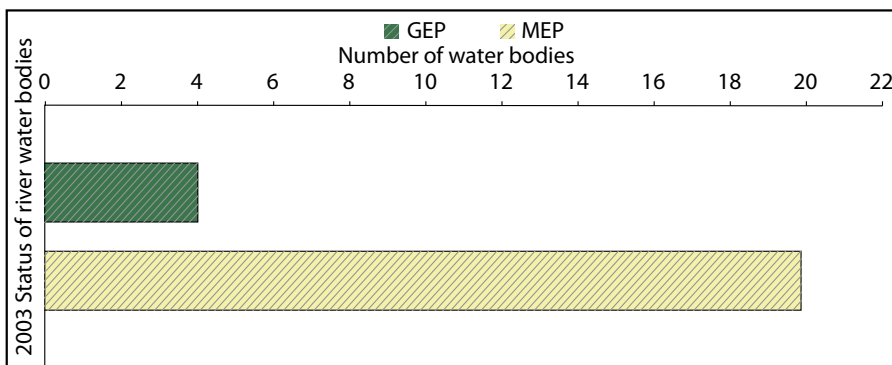 GEP MEP
Number of water bodies
0 2 4 6 8 10 12 14 16 18 20 22
2003 Status of river water bodies